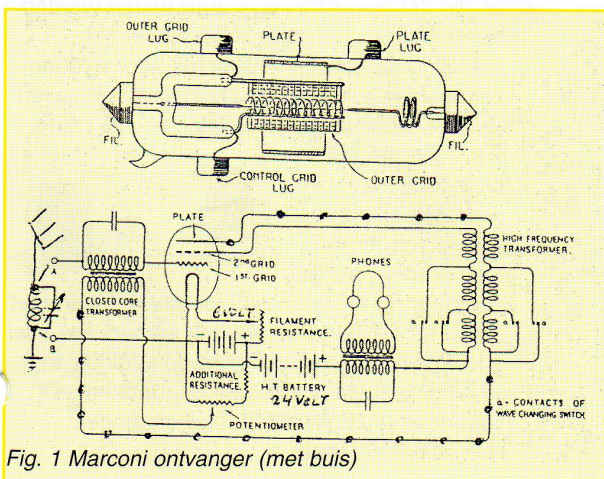 OUTER GRID
LUG
PLATE
PLATE
LUG
FIL.
FIL.
CONTROL GRID
LUG
OUTER GRID
PLATE
2nd GRID
1ST. GRID
A
CLOSED CORE
TRANSFORMER
B
6 VOLT
FILAMENT
RESISTANCE.
PHONES
HIGH FREQUENCY
TRANSFORMER.
a
a
a
a
ADDITIONAL
RESISTANCE.
- +
- +
H.T. BATTERY
24 VOLT
POTENTIOMETER
a - CONTACTS OF
WAVE CHANGING SWITCH.
Fig. 1 Marconi ontvanger (met buis)